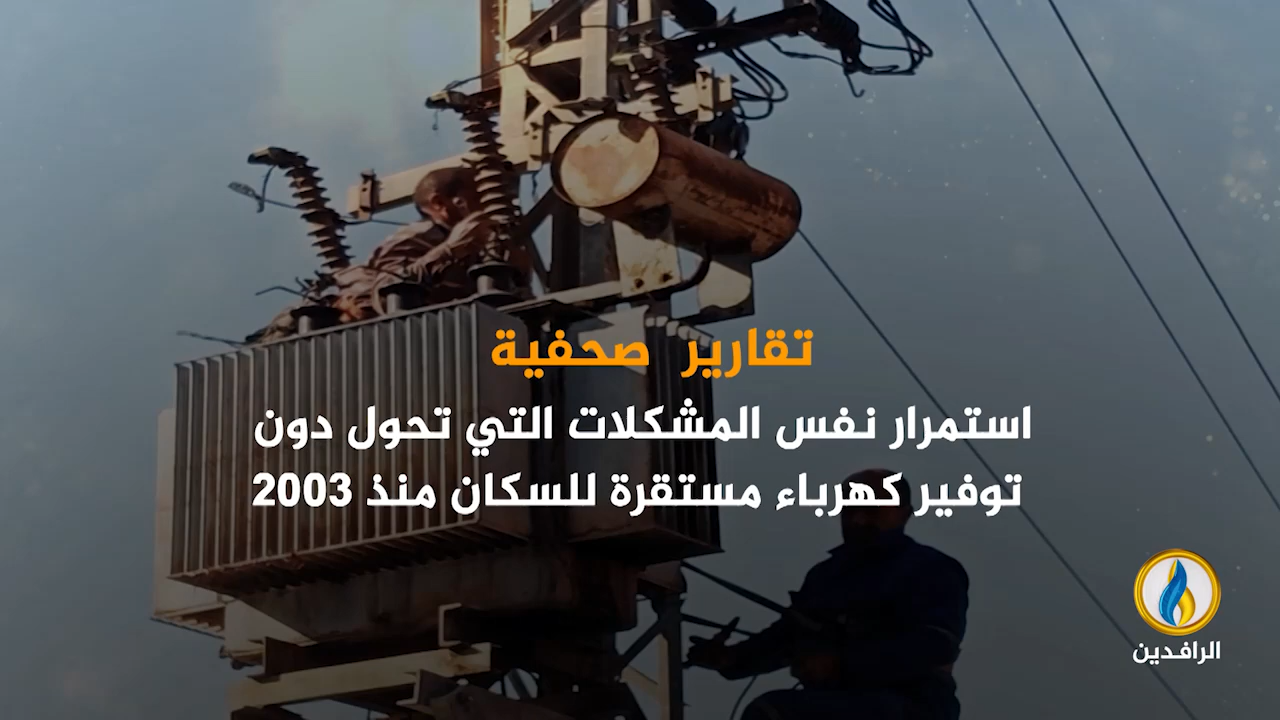 تقارير صحفية
استمرار نفس المشكلات التي تحول دون
توفير كهرباء مستقرة للسكان منذ 2003
الرافدين